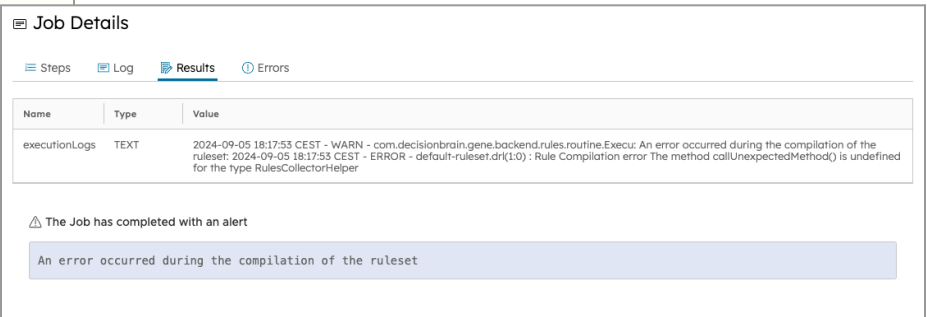 Job Details
Steps Log Results Errors
Name Type Value
executionLogs TEXT 2024-09-05 18:17:53 CEST - WARN - com.decisionbrain.gene.backend.rules.routine.Execu: An error occurred during the compilation of the
ruleset: 2024-09-05 18:17:53 CEST - ERROR - default-ruleset.drl(1:0) : Rule Compilation error The method callUnexpectedMethod() is undefined
for the type RulesCollectorHelper
The Job has completed with an alert
An error occurred during the compilation of the ruleset